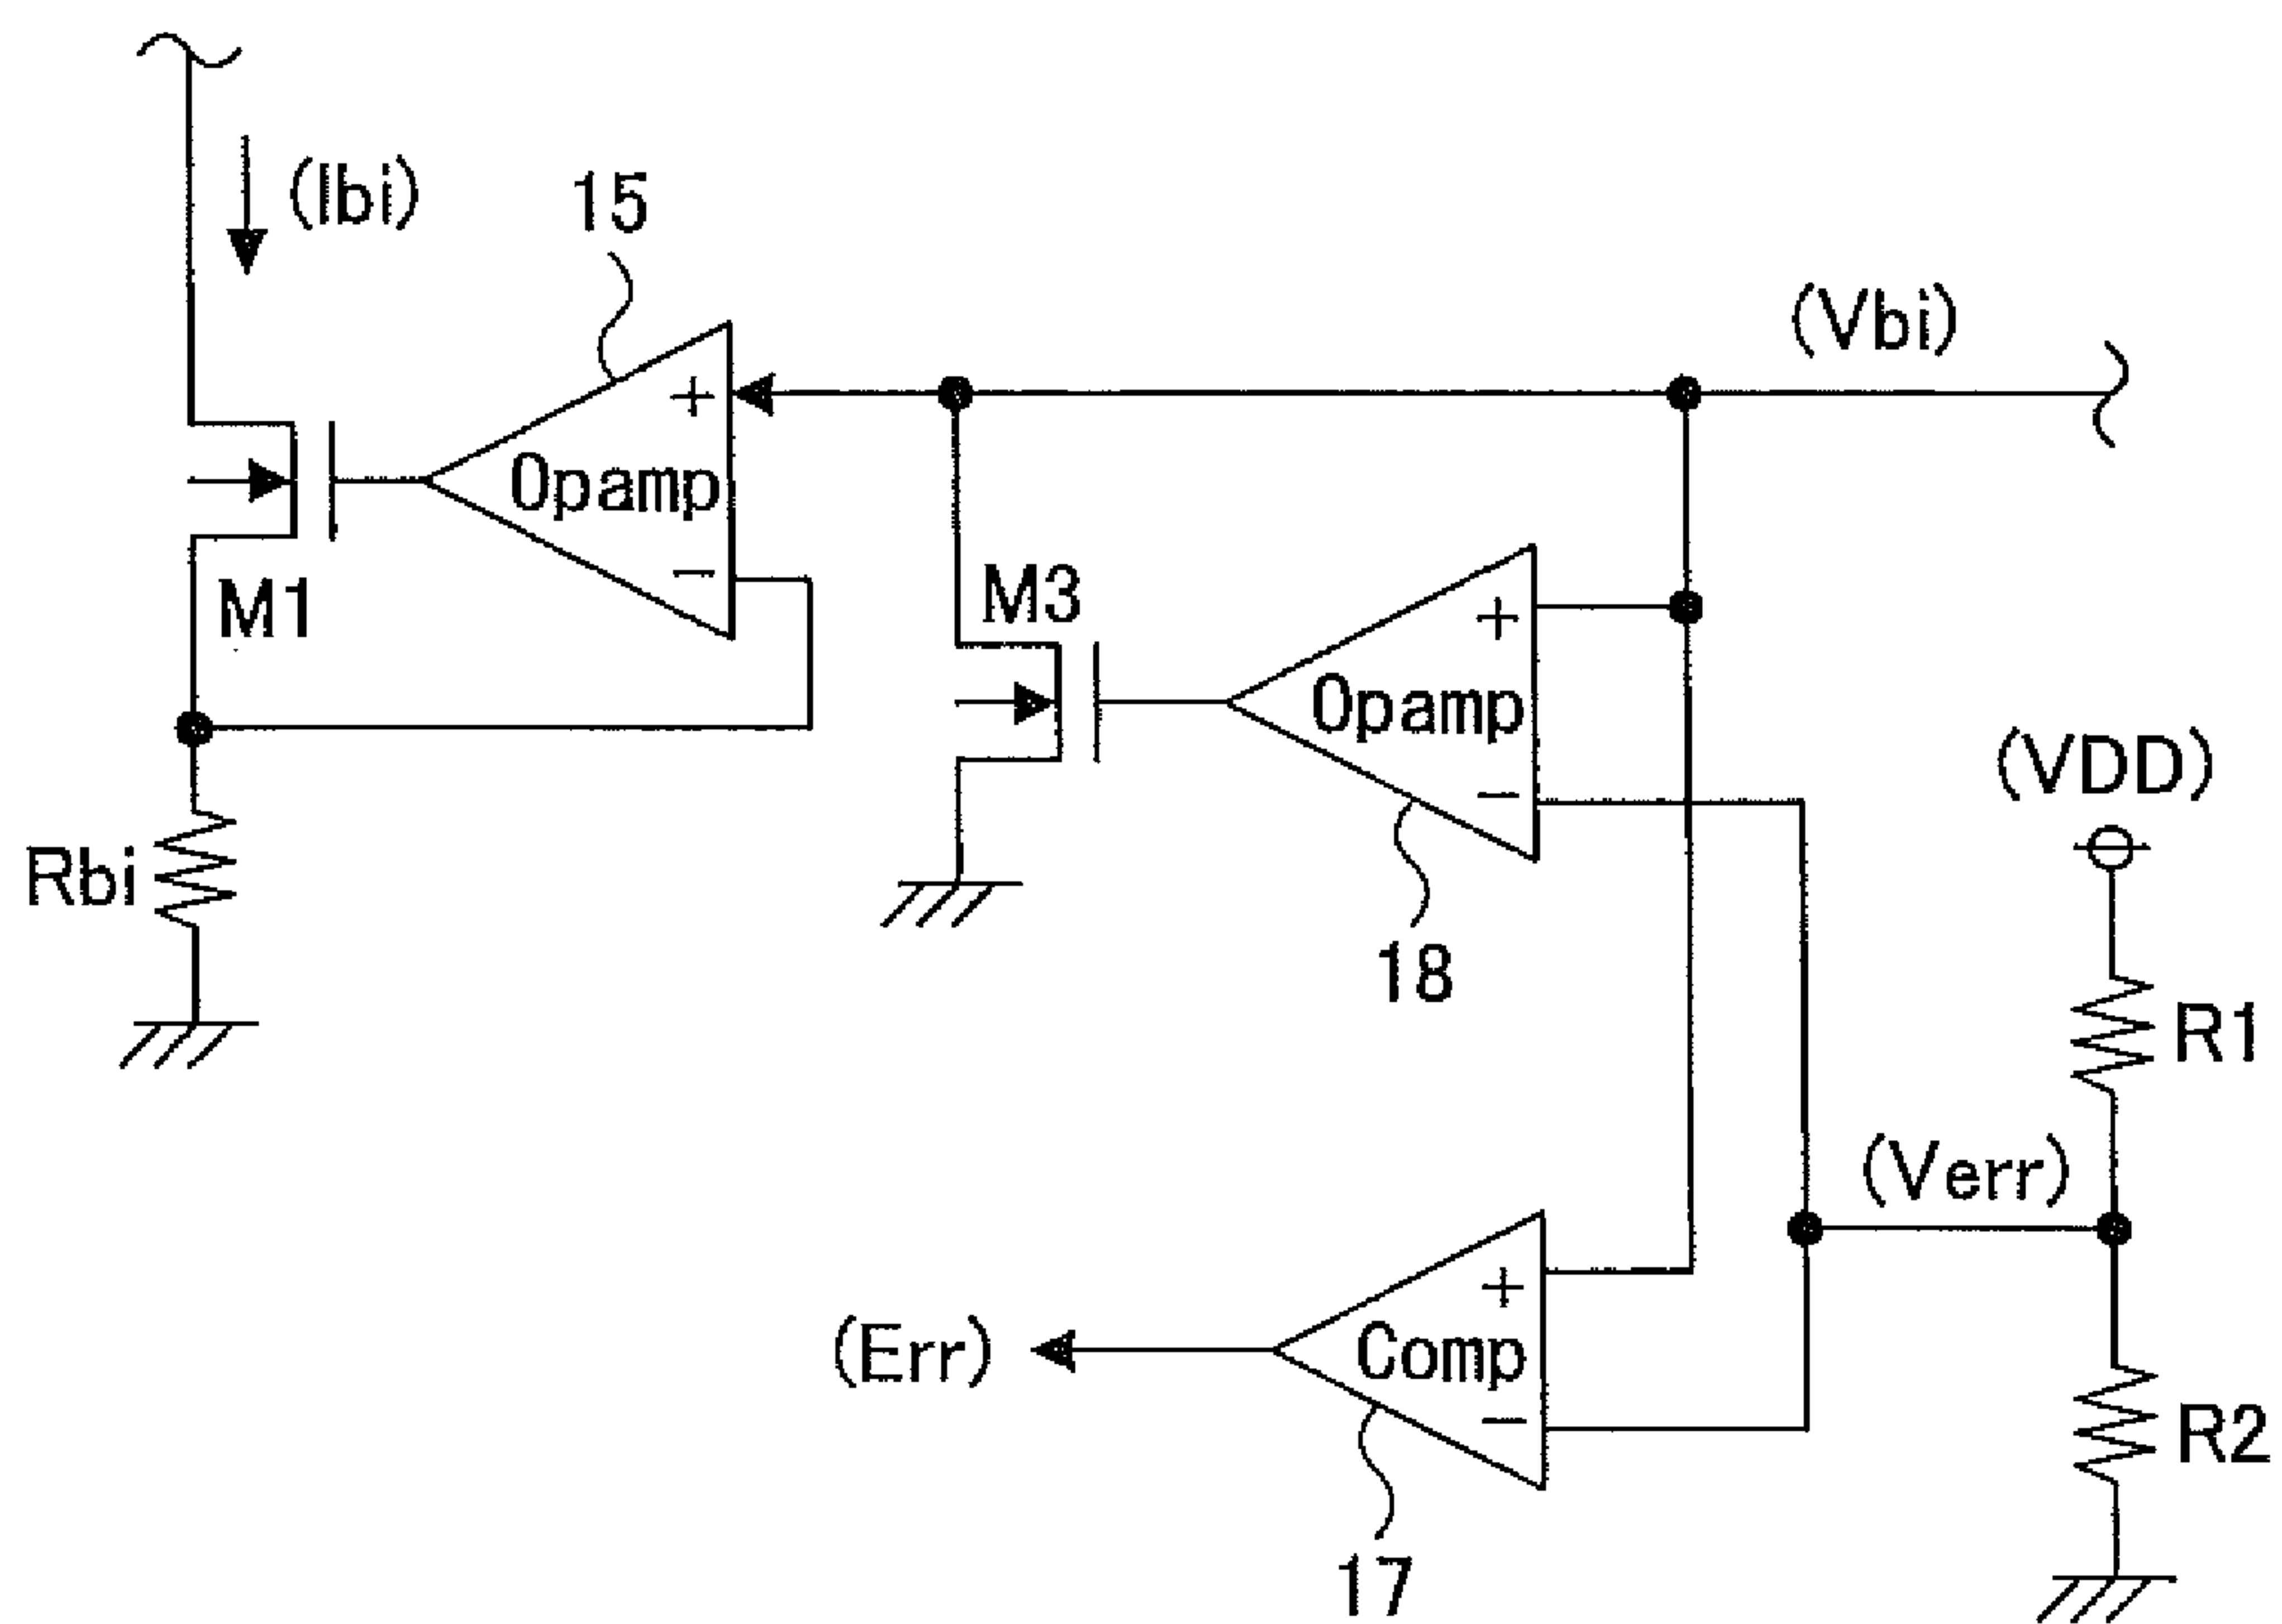 (Ibi)
15
(Vbi)
+
Opamp
−
M1
M3
+
Opamp
−
(VDD)
Rbi
18
R1
(Verr)
+
(Err)
Comp
−
R2
17